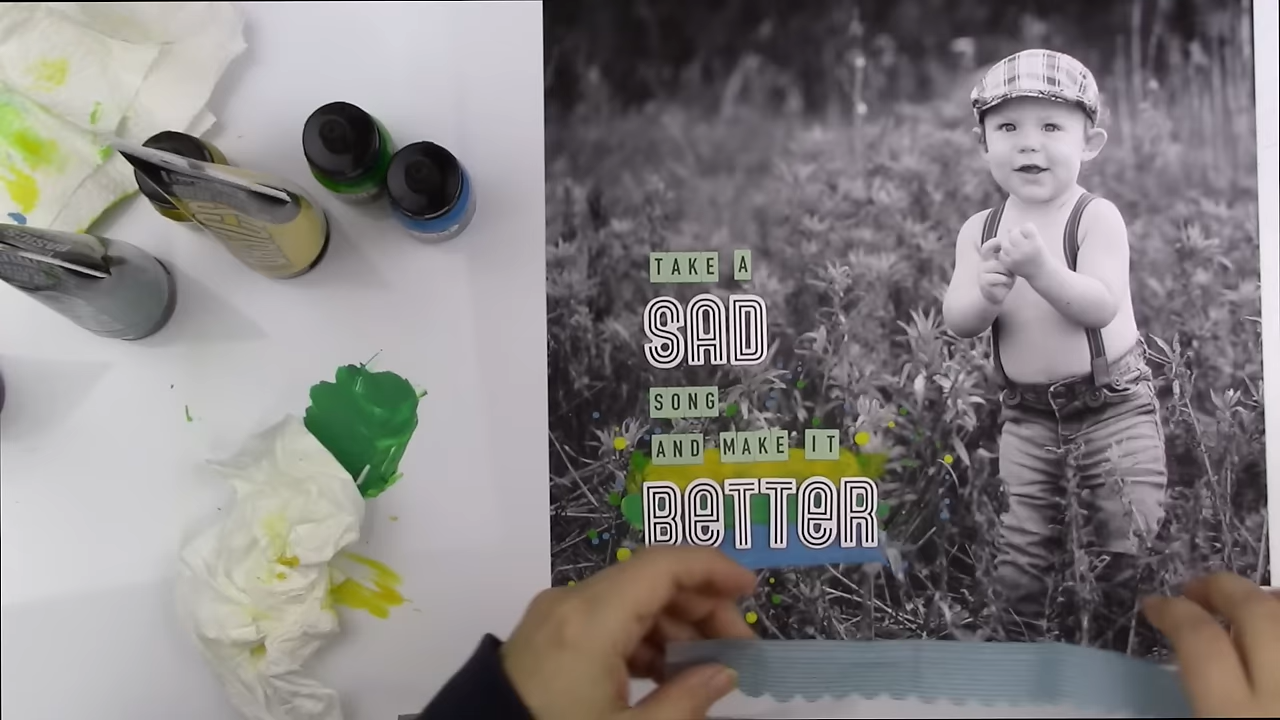 TAKE A
SAD
SONG
AND MAKE IT
BeTTeR